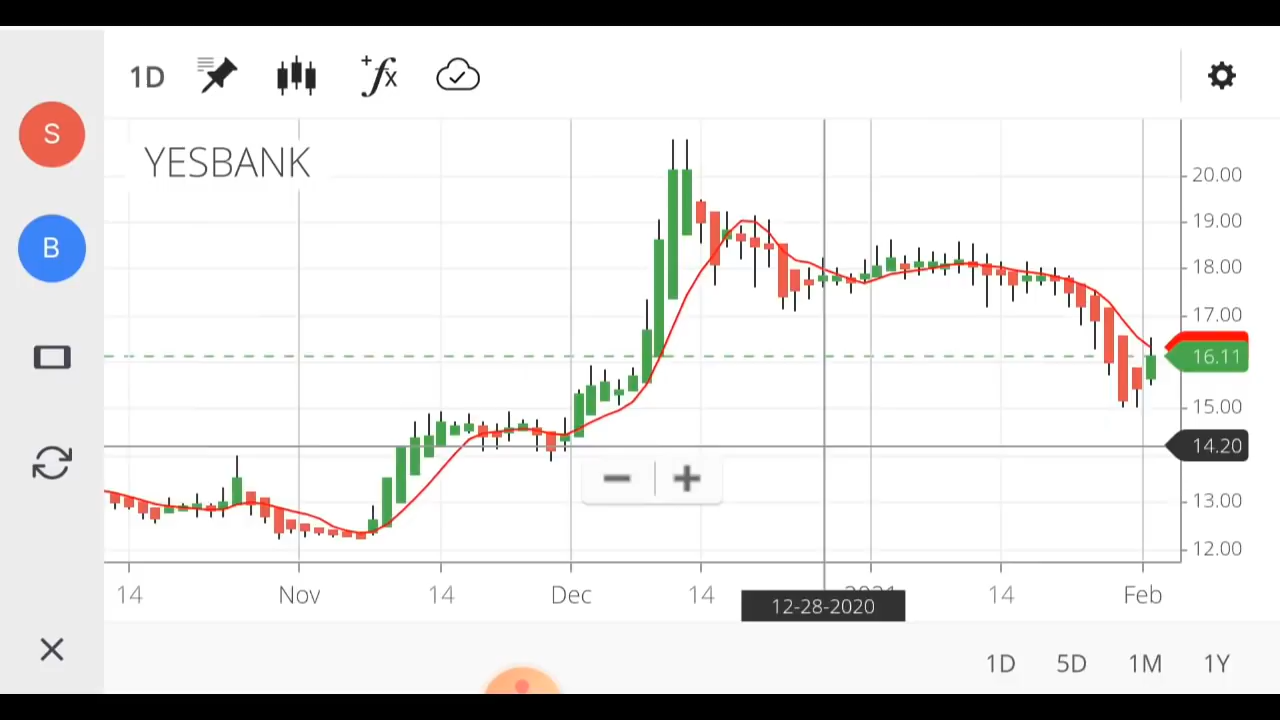 1D fx
S
YESBANK
B
20.00
19.00
18.00
17.00
16.11
15.00
14.20
13.00
12.00
14 Nov 14 Dec 14 14 Feb
12-28-2020
1D 5D 1M 1Y